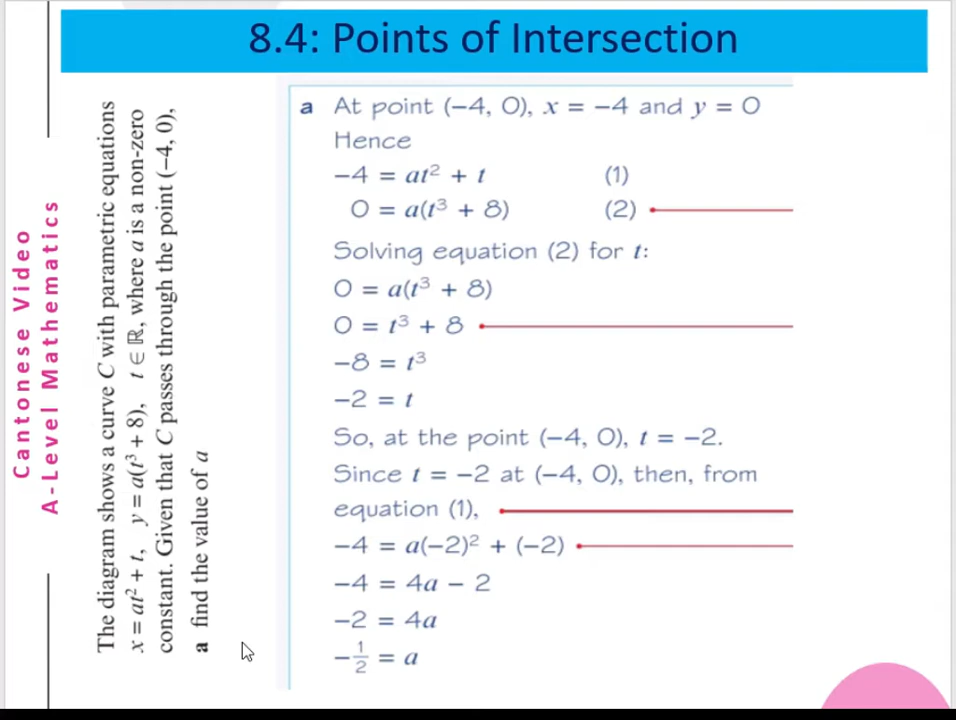 8.4: Points of Intersection
Cantonese Video
A-Level Mathematics
The diagram shows a curve C with parametric equations
x = at² + t, y = a(t³ + 8), t ∈ ℝ, where a is a non-zero
constant. Given that C passes through the point (−4, 0),
a find the value of a
a At point (−4, 0), x = −4 and y = 0
Hence
−4 = at² + t (1)
0 = a(t³ + 8) (2)
Solving equation (2) for t:
0 = a(t³ + 8)
0 = t³ + 8
−8 = t³
−2 = t
So, at the point (−4, 0), t = −2.
Since t = −2 at (−4, 0), then, from
equation (1),
−4 = a(−2)² + (−2)
−4 = 4a − 2
−2 = 4a
−1/2 = a